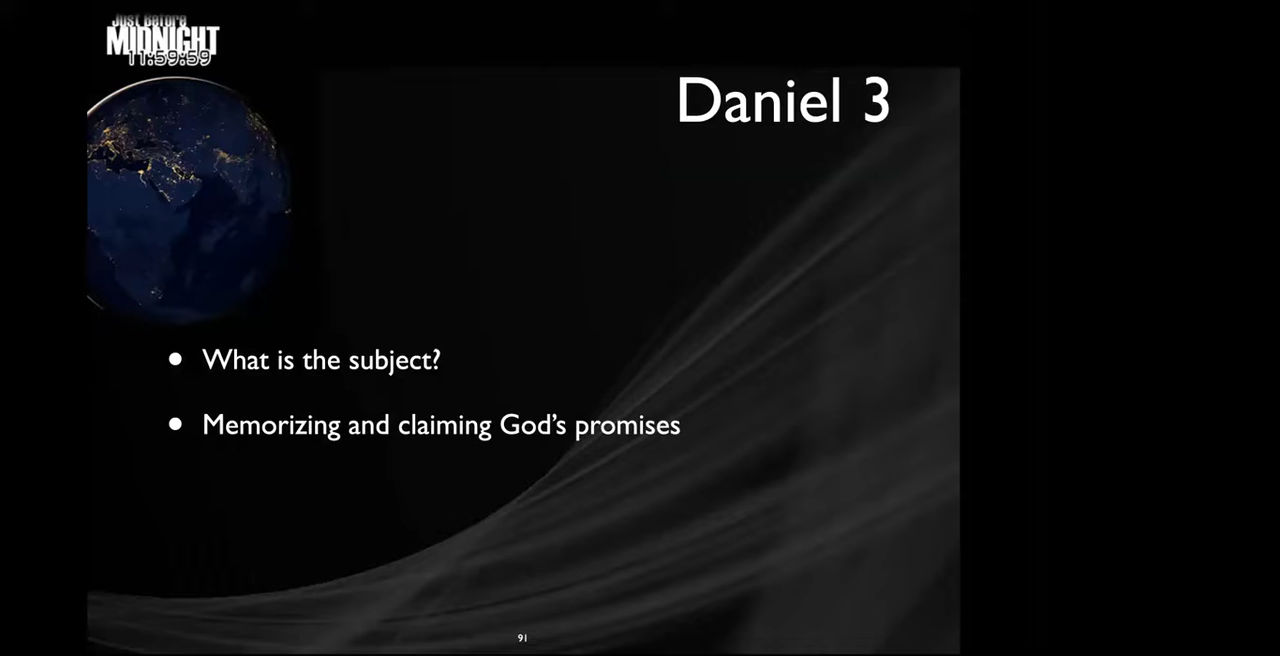 Just Before
MIDNIGHT
11:59:59
Daniel 3
• What is the subject?
• Memorizing and claiming God’s promises
91